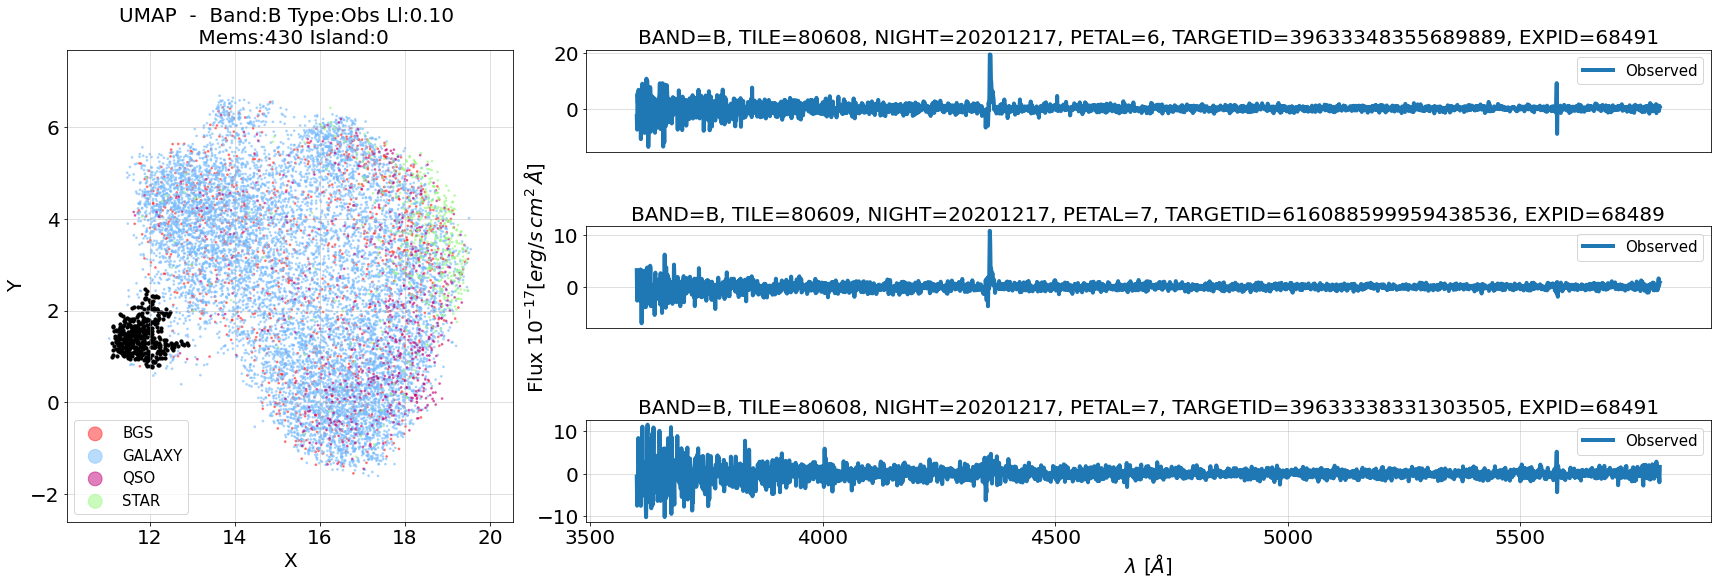 UMAP - Band:B Type:Obs Ll:0.10
Mems:430 Island:0
Y
6
4
2
0
−2
12
14
16
18
20
X
BGS
GALAXY
QSO
STAR
BAND=B, TILE=80608, NIGHT=20201217, PETAL=6, TARGETID=39633348355689889, EXPID=68491
20
0
Observed
Flux 10⁻¹⁷[erg/s cm² Å]
BAND=B, TILE=80609, NIGHT=20201217, PETAL=7, TARGETID=616088599959438536, EXPID=68489
10
0
Observed
BAND=B, TILE=80608, NIGHT=20201217, PETAL=7, TARGETID=39633338331303505, EXPID=68491
10
0
−10
Observed
3500
4000
4500
5000
5500
λ [Å]